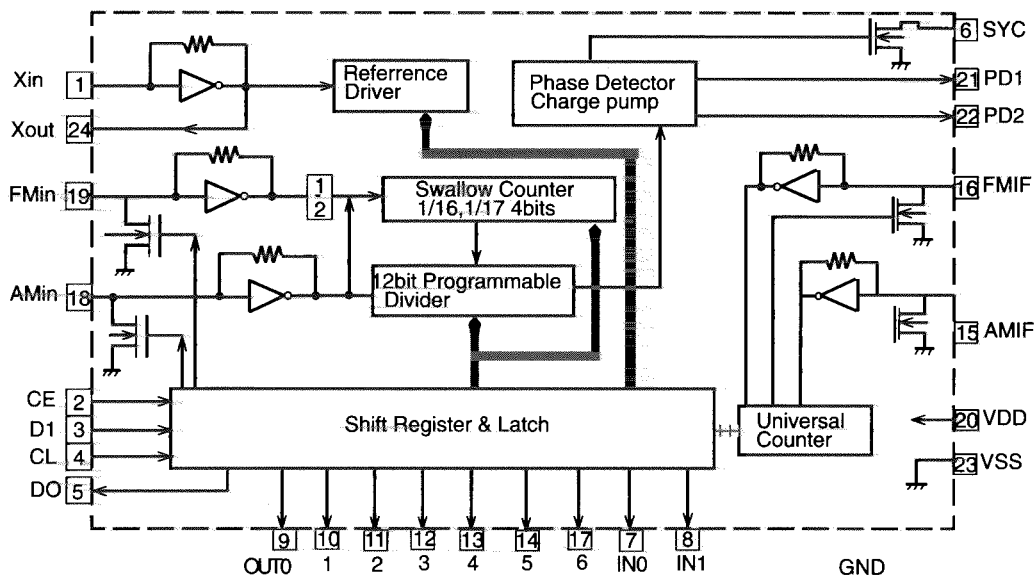 6 SYC
Xin 1
Referrence
Driver
Phase Detector
Charge pump
21 PD1
22 PD2
Xout 24
FMin 19
1
2
Swallow Counter
1/16,1/17 4bits
16 FMIF
AMin 18
12bit Programmable
Divider
15 AMIF
CE 2
D1 3
CL 4
DO 5
Shift Register & Latch
Universal
Counter
20 VDD
23 VSS
9 10 11 12 13 14 17 7 8
OUT0 1 2 3 4 5 6 IN0 IN1 GND